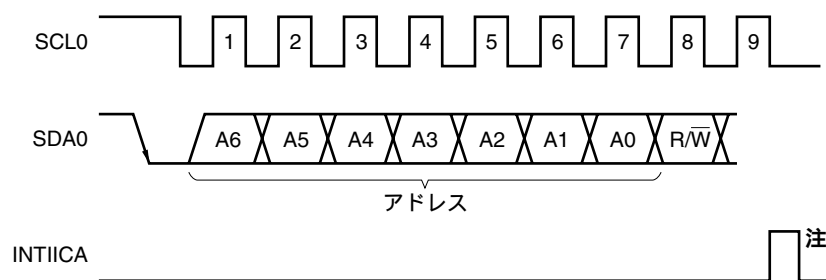 SCL0 1 2 3 4 5 6 7 8 9
SDA0 A6 A5 A4 A3 A2 A1 A0 R/W̅
アドレス
INTIICA 注